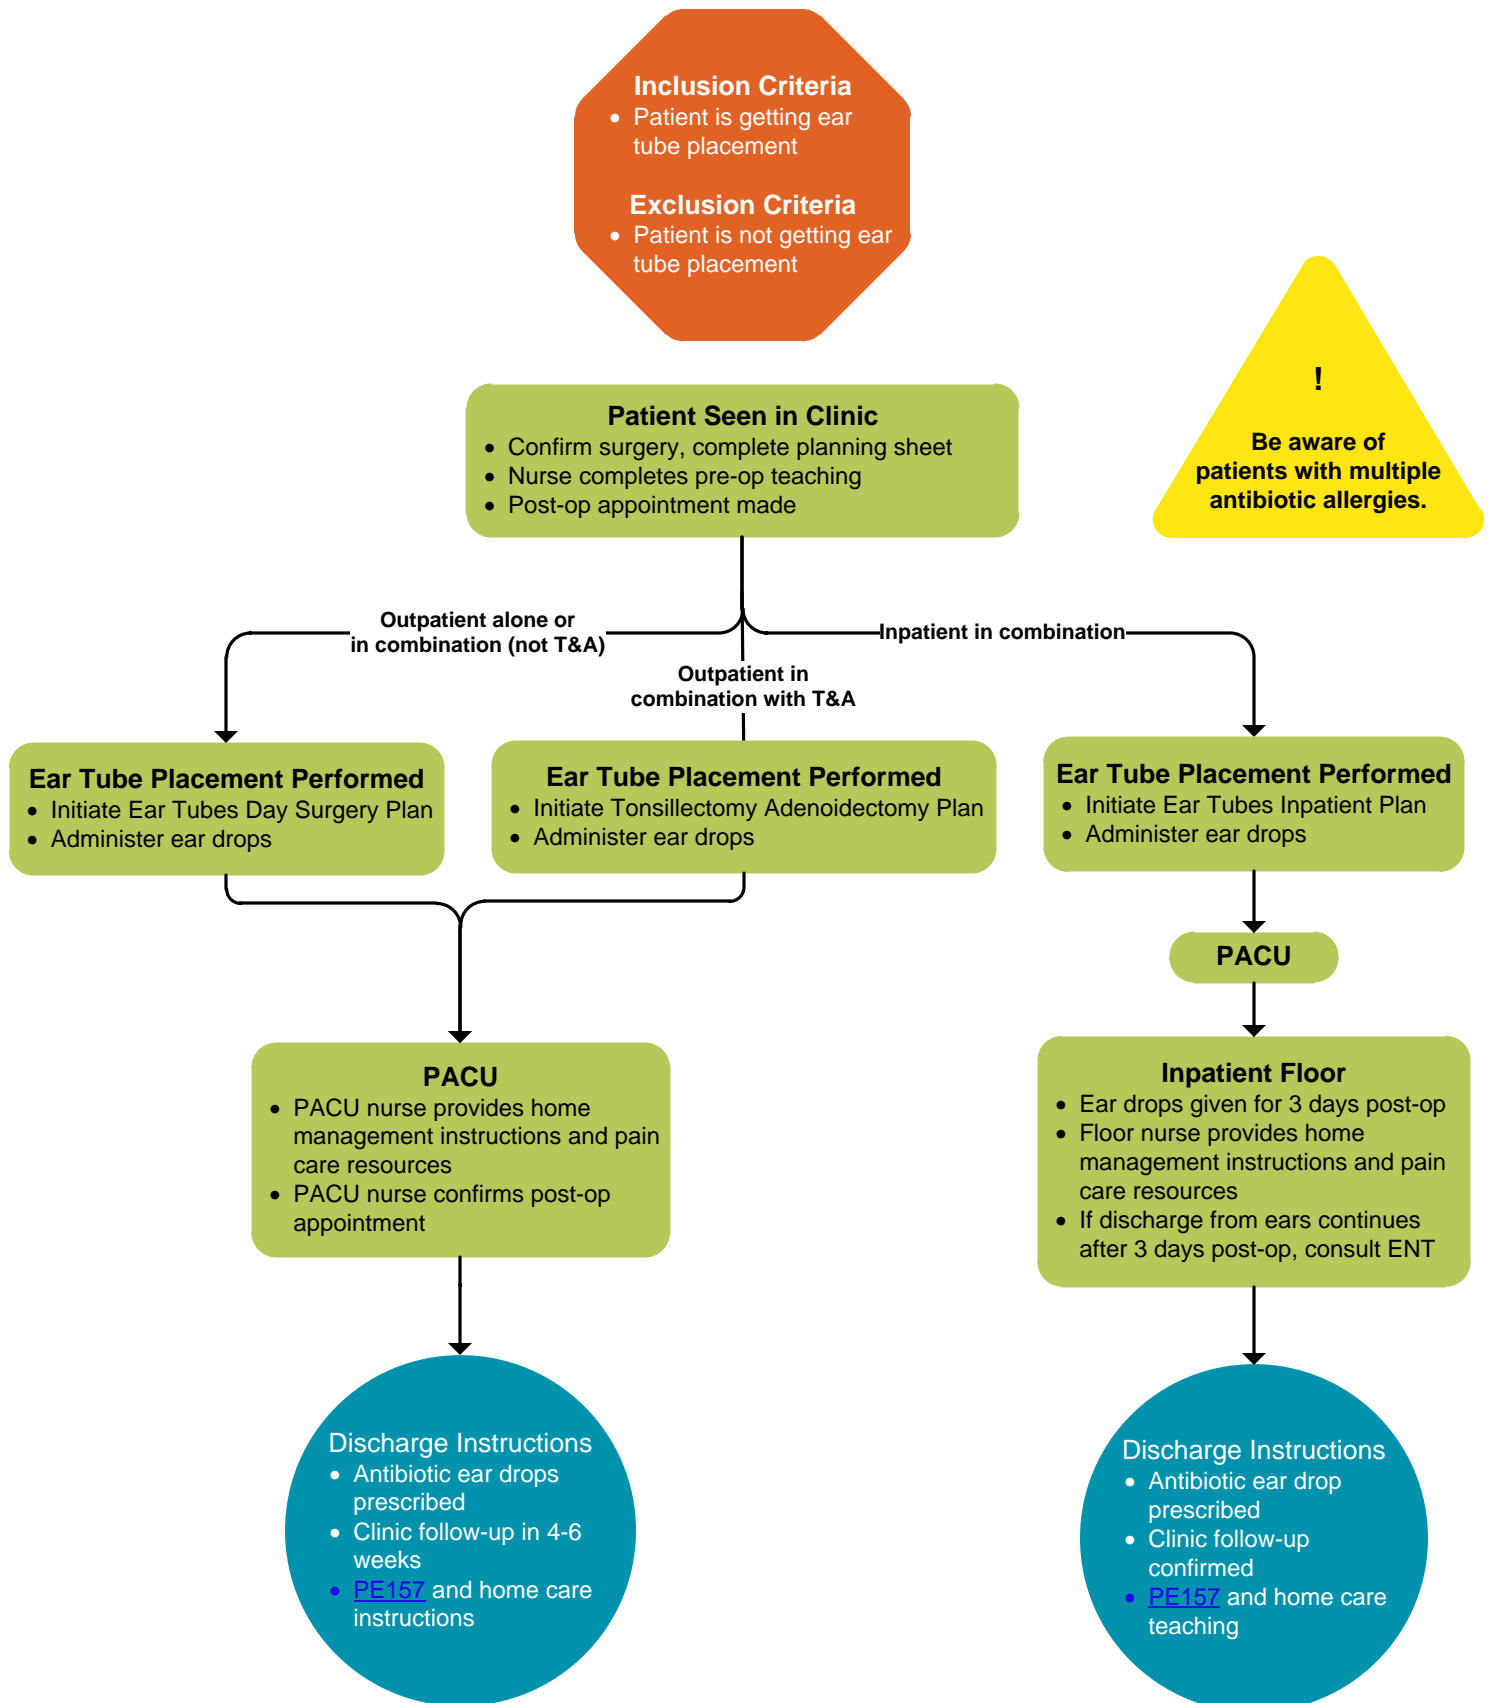 Inclusion Criteria
• Patient is getting ear
tube placement
Exclusion Criteria
• Patient is not getting ear
tube placement
!
Be aware of
patients with multiple
antibiotic allergies.
Patient Seen in Clinic
• Confirm surgery, complete planning sheet
• Nurse completes pre-op teaching
• Post-op appointment made
Outpatient alone or
in combination (not T&A)
Outpatient in
combination with T&A
Inpatient in combination
Ear Tube Placement Performed
• Initiate Ear Tubes Day Surgery Plan
• Administer ear drops
Ear Tube Placement Performed
• Initiate Tonsillectomy Adenoidectomy Plan
• Administer ear drops
Ear Tube Placement Performed
• Initiate Ear Tubes Inpatient Plan
• Administer ear drops
PACU
PACU
• PACU nurse provides home
management instructions and pain
care resources
• PACU nurse confirms post-op
appointment
Inpatient Floor
• Ear drops given for 3 days post-op
• Floor nurse provides home
management instructions and pain
care resources
• If discharge from ears continues
after 3 days post-op, consult ENT
Discharge Instructions
• Antibiotic ear drops
prescribed
• Clinic follow-up in 4-6
weeks
• PE157 and home care
instructions
Discharge Instructions
• Antibiotic ear drop
prescribed
• Clinic follow-up
confirmed
• PE157 and home care
teaching